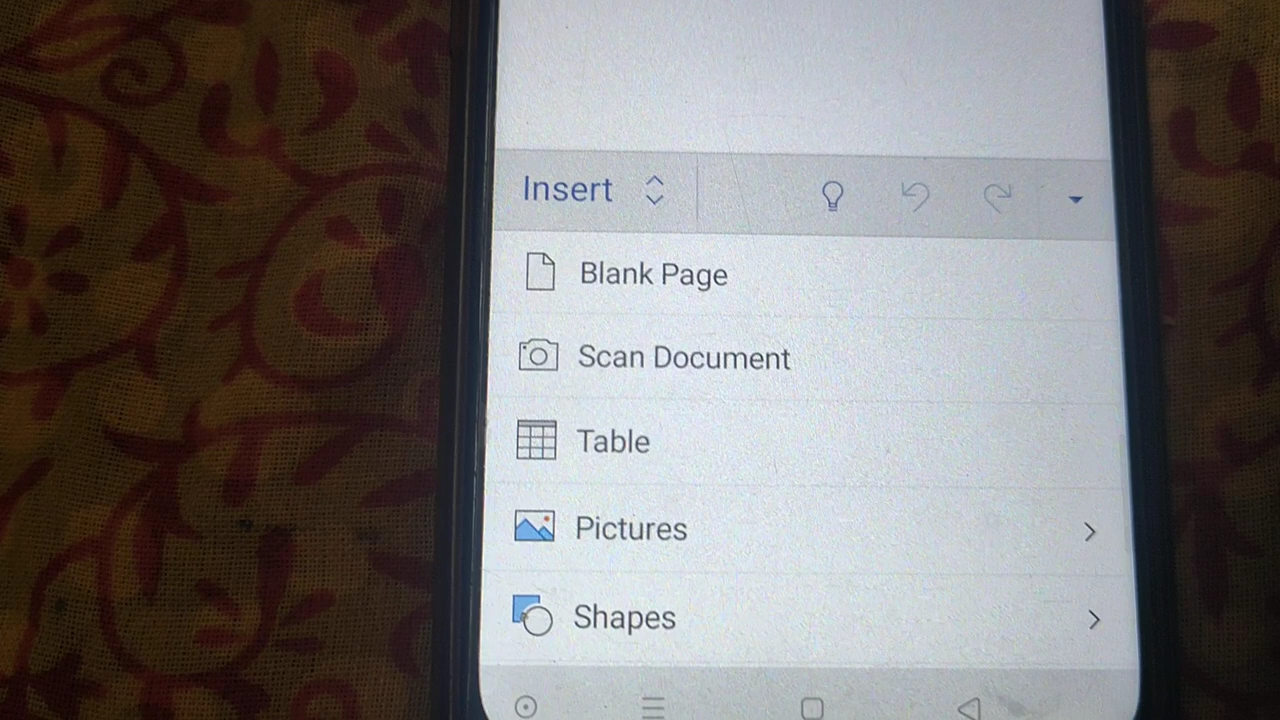 Insert
Blank Page
Scan Document
Table
Pictures
Shapes